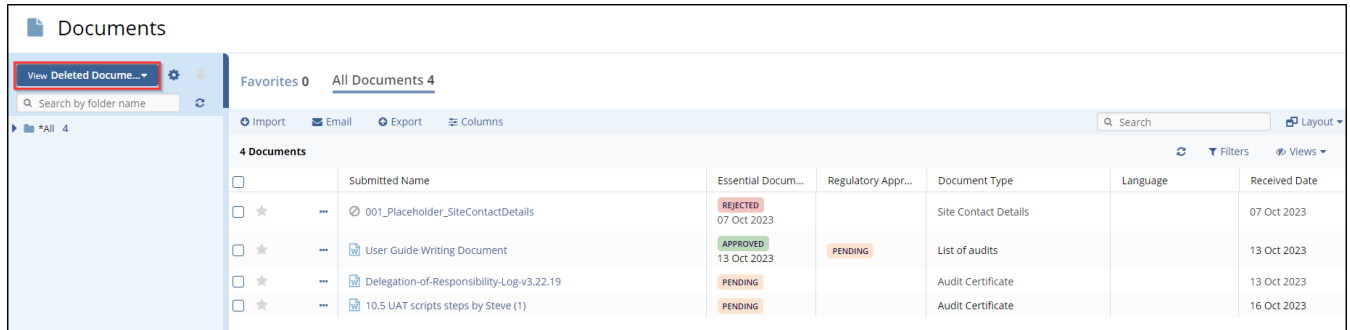 Documents
View Deleted Docume...
Search by folder name
*All 4
Favorites 0 All Documents 4
Import Email Export Columns Search Layout
4 Documents Filters Views
Submitted Name Essential Docum... Regulatory Appr... Document Type Language Received Date
001_Placeholder_SiteContactDetails REJECTED Site Contact Details 07 Oct 2023
07 Oct 2023
User Guide Writing Document APPROVED PENDING List of audits 13 Oct 2023
13 Oct 2023
Delegation-of-Responsibility-Log-v3.22.19 PENDING Audit Certificate 13 Oct 2023
10.5 UAT scripts steps by Steve (1) PENDING Audit Certificate 16 Oct 2023